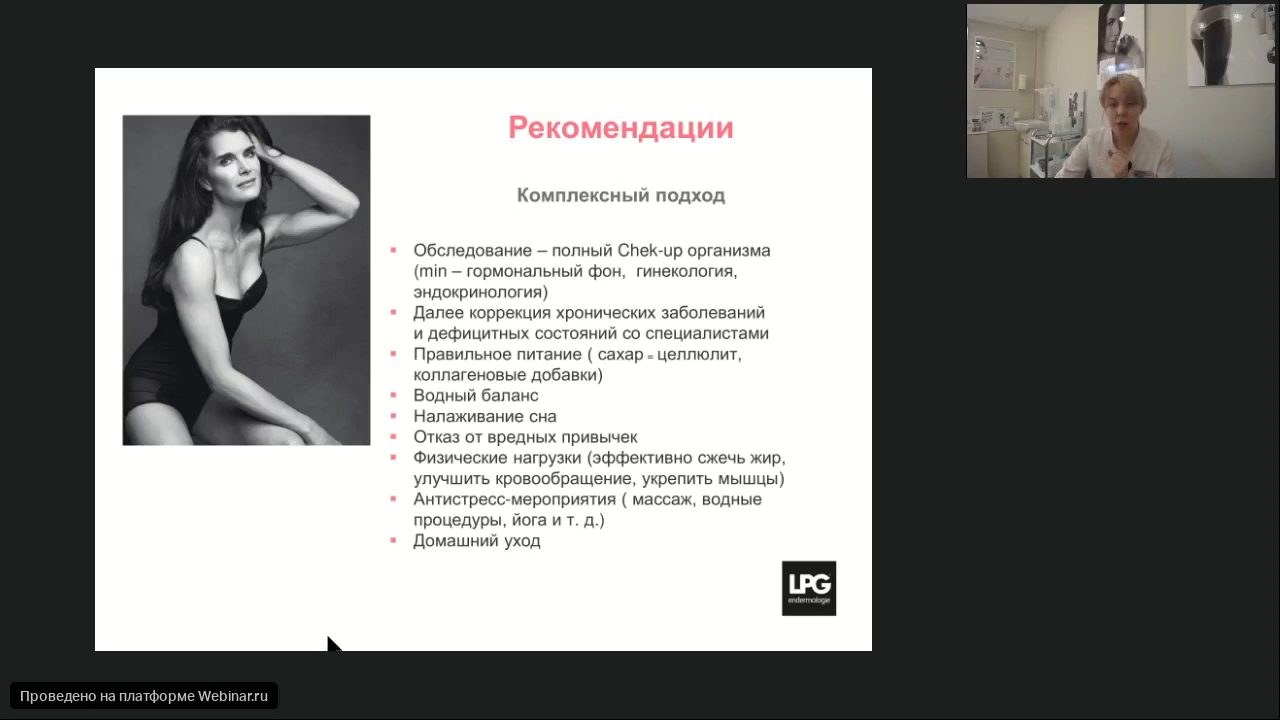 Рекомендации
Комплексный подход
▪ Обследование – полный Chek-up организма
(min – гормональный фон, гинекология,
эндокринология)
▪ Далее коррекция хронических заболеваний
и дефицитных состояний со специалистами
▪ Правильное питание ( сахар = целлюлит,
коллагеновые добавки)
▪ Водный баланс
▪ Налаживание сна
▪ Отказ от вредных привычек
▪ Физические нагрузки (эффективно сжечь жир,
улучшить кровообращение, укрепить мышцы)
▪ Антистресс-мероприятия ( массаж, водные
процедуры, йога и т. д.)
▪ Домашний уход
LPG
endermologie
Проведено на платформе Webinar.ru